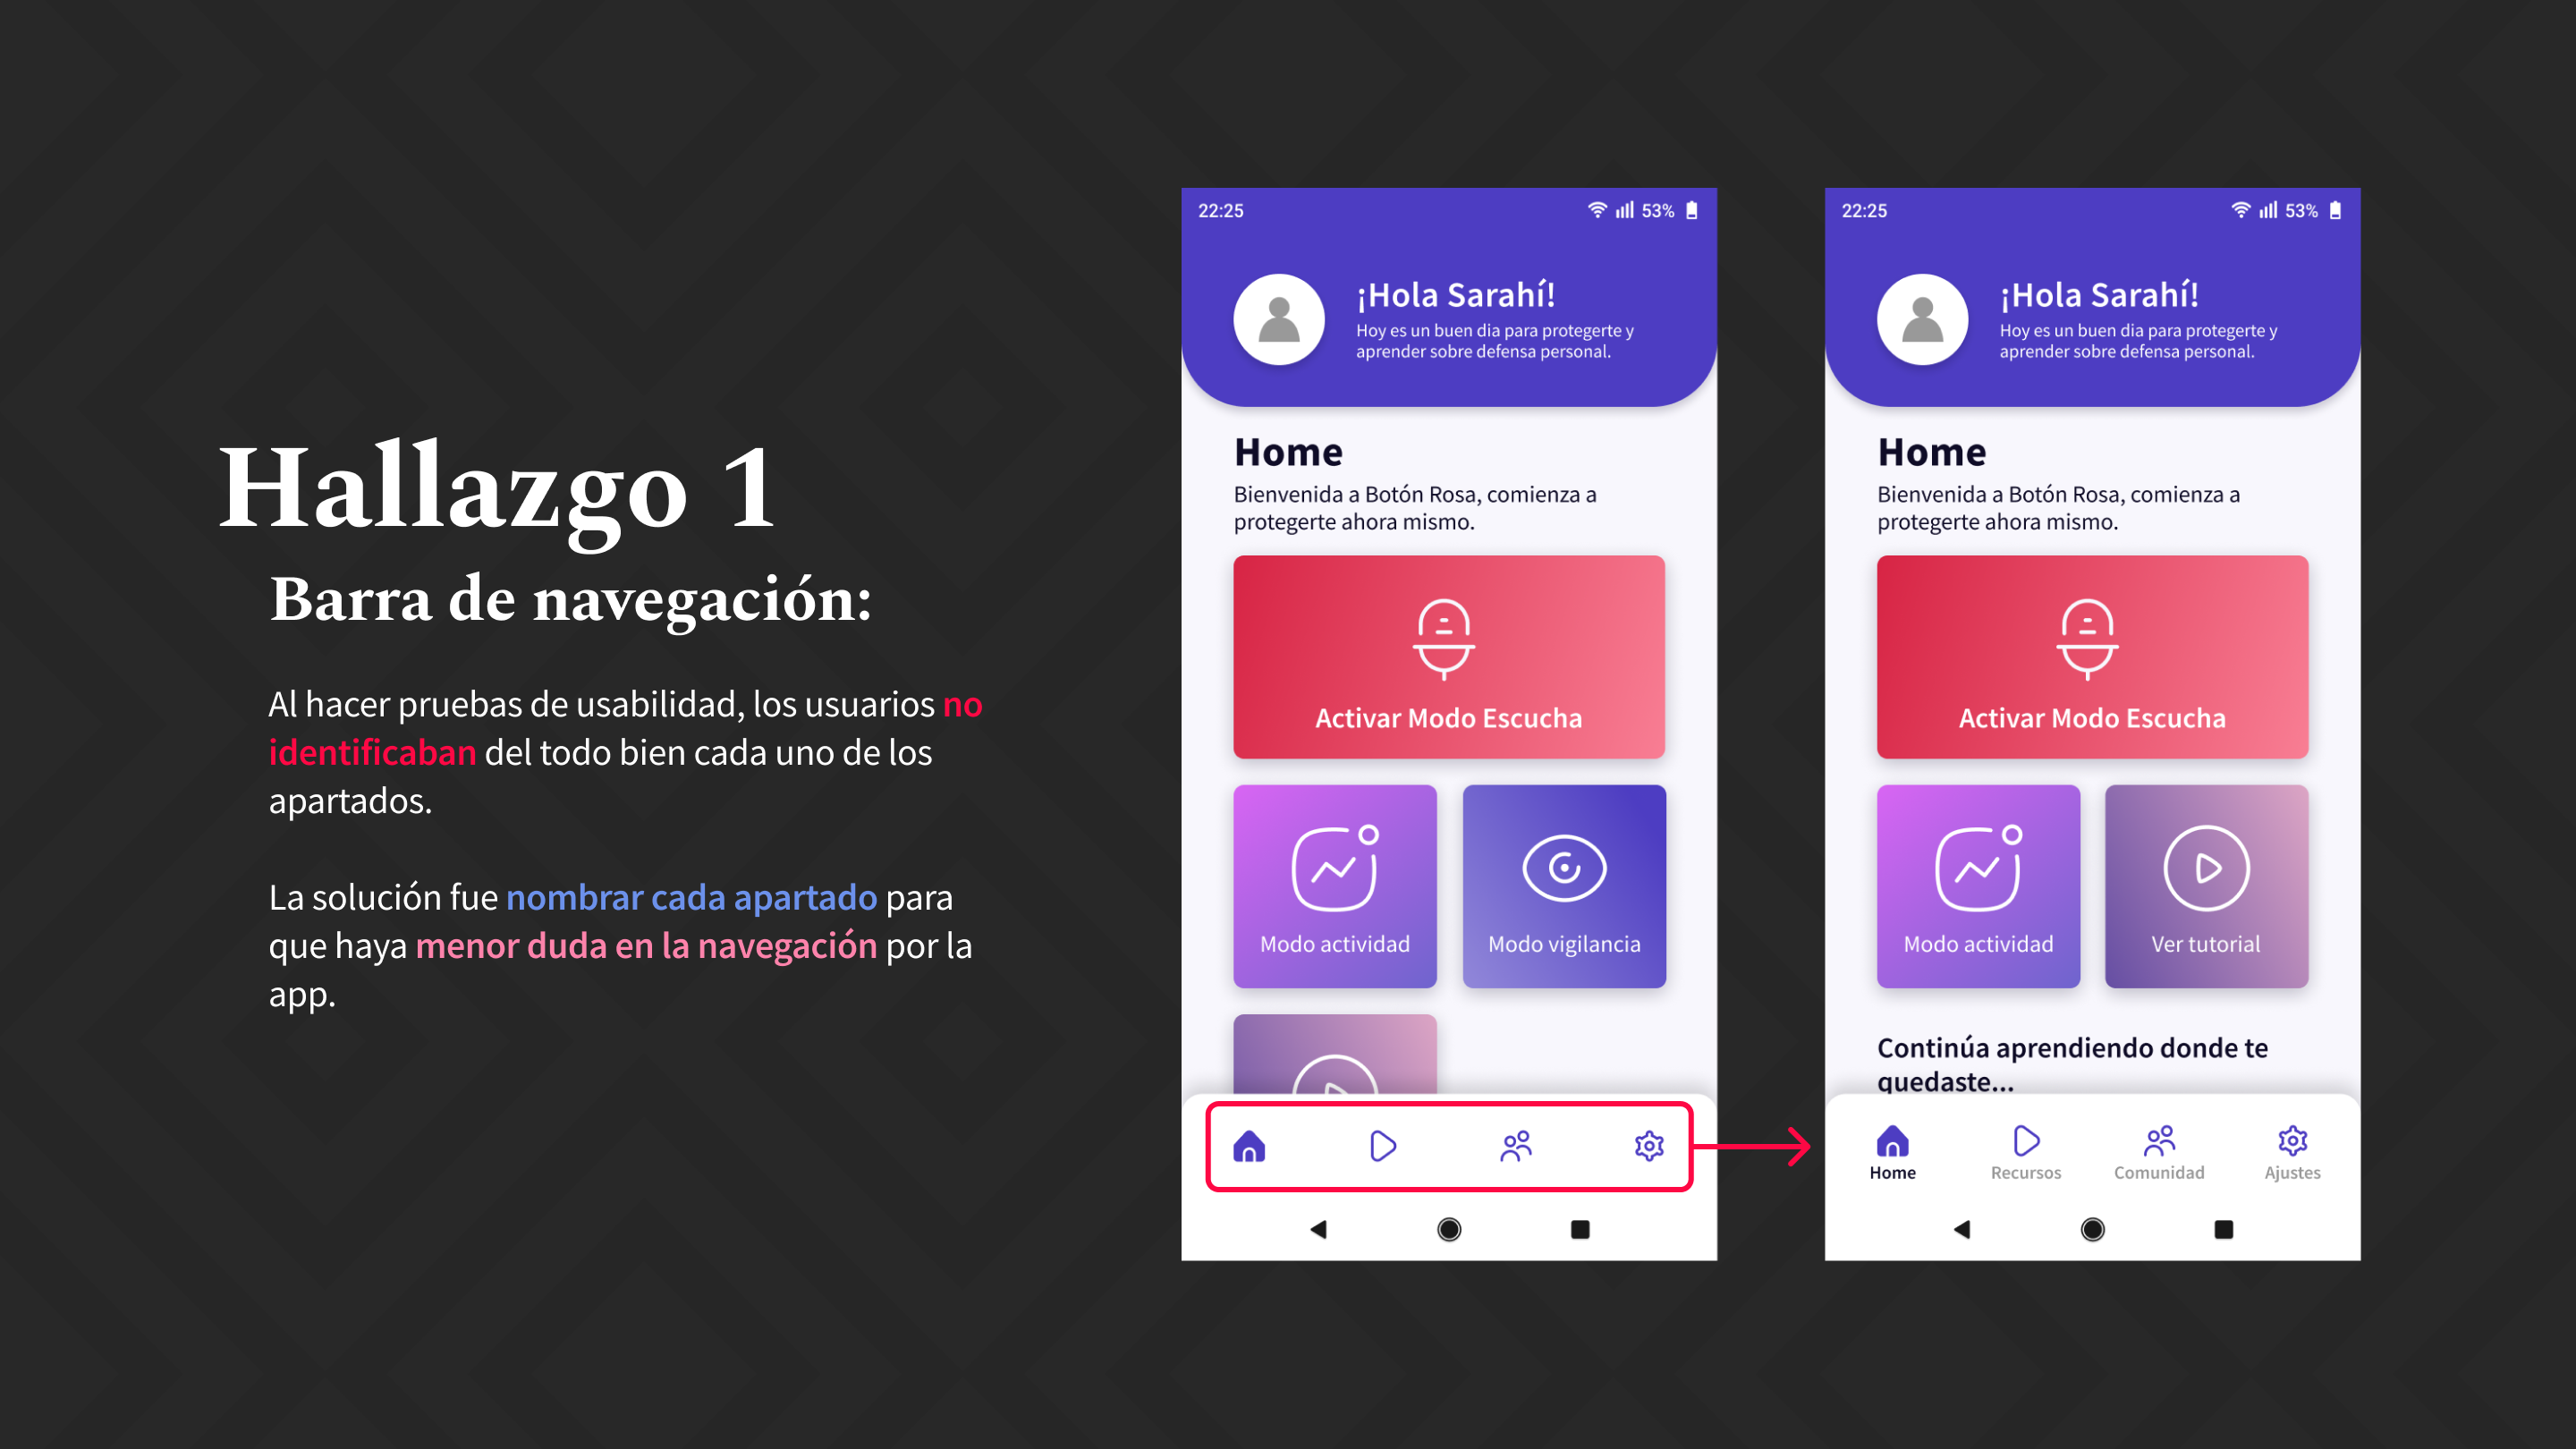 Hallazgo 1
Barra de navegación:
Al hacer pruebas de usabilidad, los usuarios no
identificaban del todo bien cada uno de los
apartados.
La solución fue nombrar cada apartado para
que haya menor duda en la navegación por la
app.
22:25
53%
¡Hola Sarahí!
Hoy es un buen dia para protegerte y
aprender sobre defensa personal.
Home
Bienvenida a Botón Rosa, comienza a
protegerte ahora mismo.
Activar Modo Escucha
Modo actividad
Modo vigilancia
22:25
53%
¡Hola Sarahí!
Hoy es un buen dia para protegerte y
aprender sobre defensa personal.
Home
Bienvenida a Botón Rosa, comienza a
protegerte ahora mismo.
Activar Modo Escucha
Modo actividad
Ver tutorial
Continúa aprendiendo donde te
quedaste...
Home
Recursos
Comunidad
Ajustes